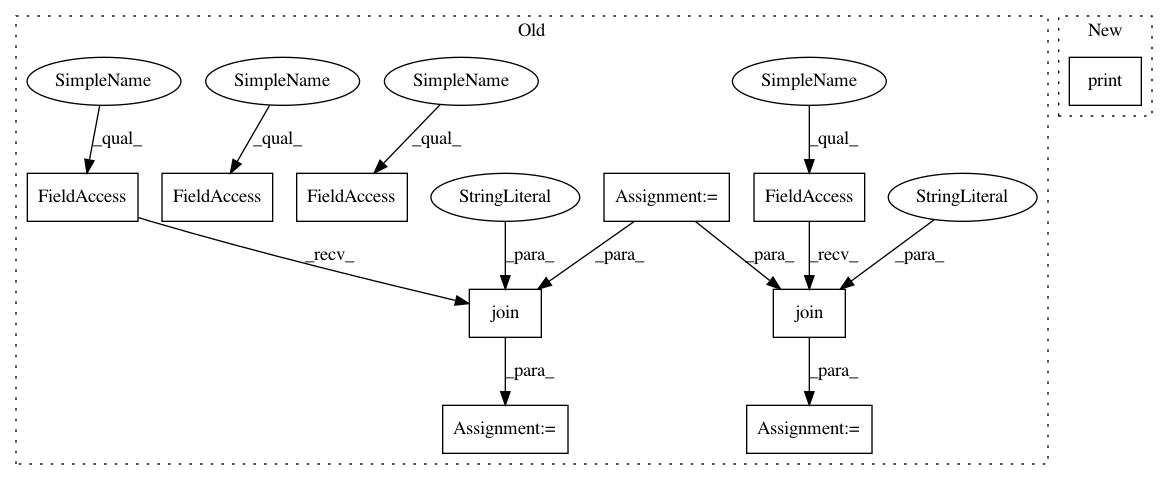 Old
New
SimpleName
SimpleName
SimpleName
SimpleName
print
_qual_
_qual_
_qual_
_qual_
FieldAccess
FieldAccess
FieldAccess
StringLiteral
Assignment:=
FieldAccess
StringLiteral
_recv_
_para_
_para_
_para_
_recv_
_para_
join
join
_para_
_para_
Assignment:=
Assignment:=